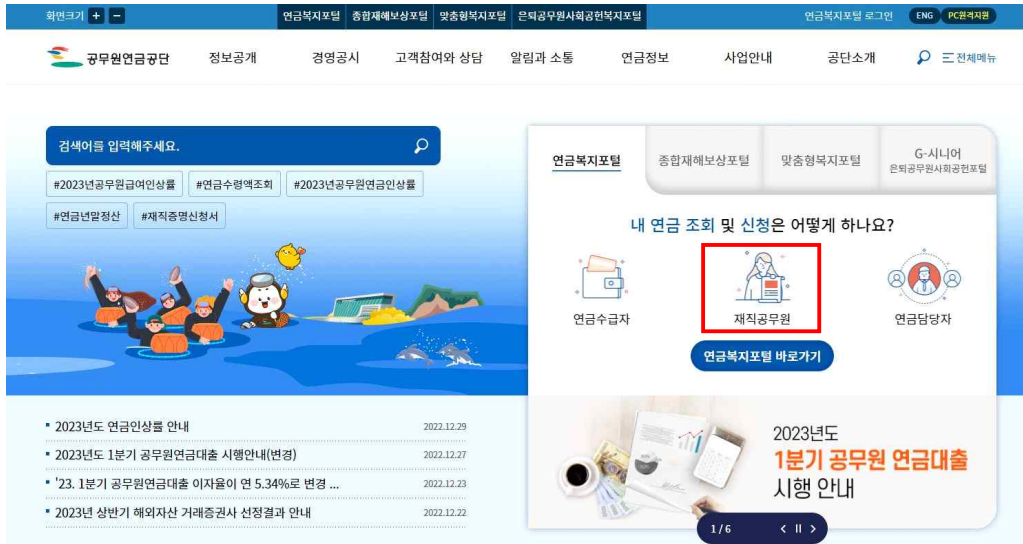 화면크기 + −
연금복지포털 종합재해보상포털 맞춤형복지포털 은퇴공무원사회공헌복지포털
연금복지포털 로그인 ENG PC원격지원
공무원연금공단 정보공개 경영공시 고객참여와 상담 알림과 소통 연금정보 사업안내 공단소개 전체메뉴
검색어를 입력해주세요.
#2023년공무원급여인상률 #연금수령액조회 #2023년공무원연금인상률
#연금년말정산 #재직증명신청서
연금복지포털 종합재해보상포털 맞춤형복지포털 G-시니어
은퇴공무원사회공헌포털
내 연금 조회 및 신청은 어떻게 하나요?
연금수급자 재직공무원 연금담당자
연금복지포털 바로가기
2023년도 연금인상률 안내 2022.12.29
2023년도 1분기 공무원연금대출 시행안내(변경) 2022.12.27
'23. 1분기 공무원연금대출 이자율이 연 5.34%로 변경 ... 2022.12.23
2023년 상반기 해외자산 거래증권사 선정결과 안내 2022.12.22
2023년도
1분기 공무원 연금대출
시행 안내
1/6